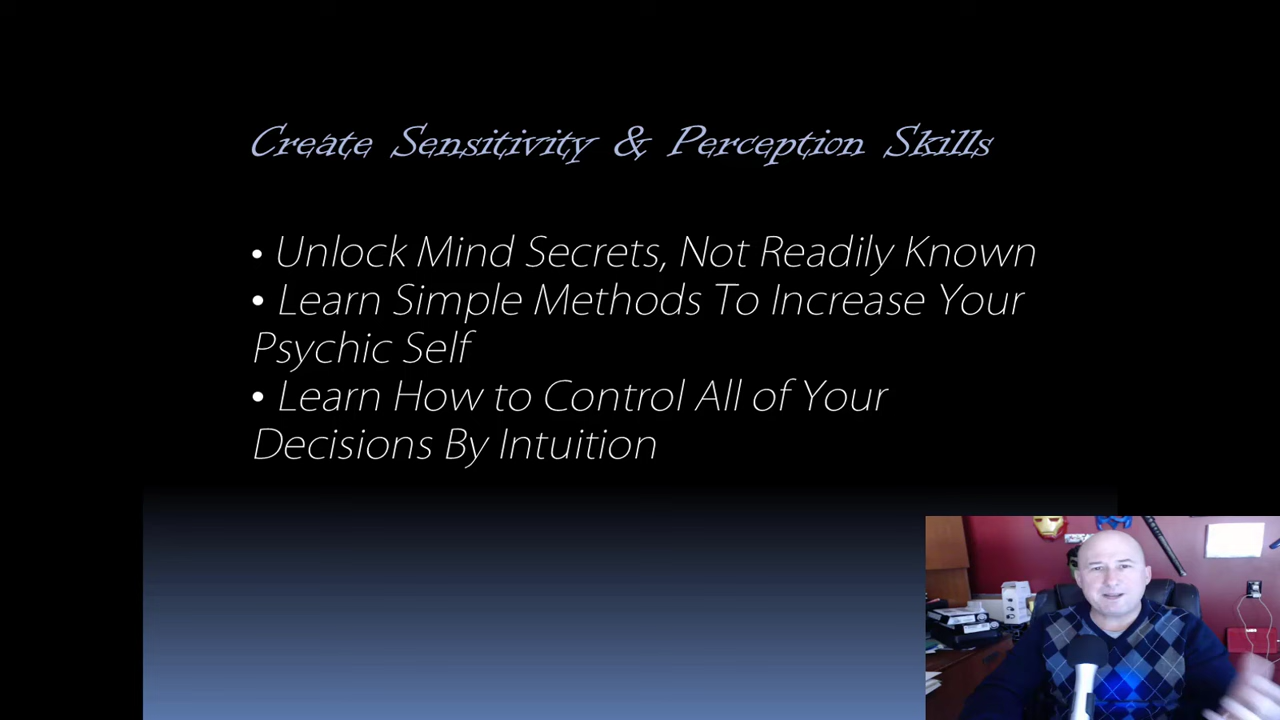 Create Sensitivity & Perception Skills
• Unlock Mind Secrets, Not Readily Known
• Learn Simple Methods To Increase Your
Psychic Self
• Learn How to Control All of Your
Decisions By Intuition